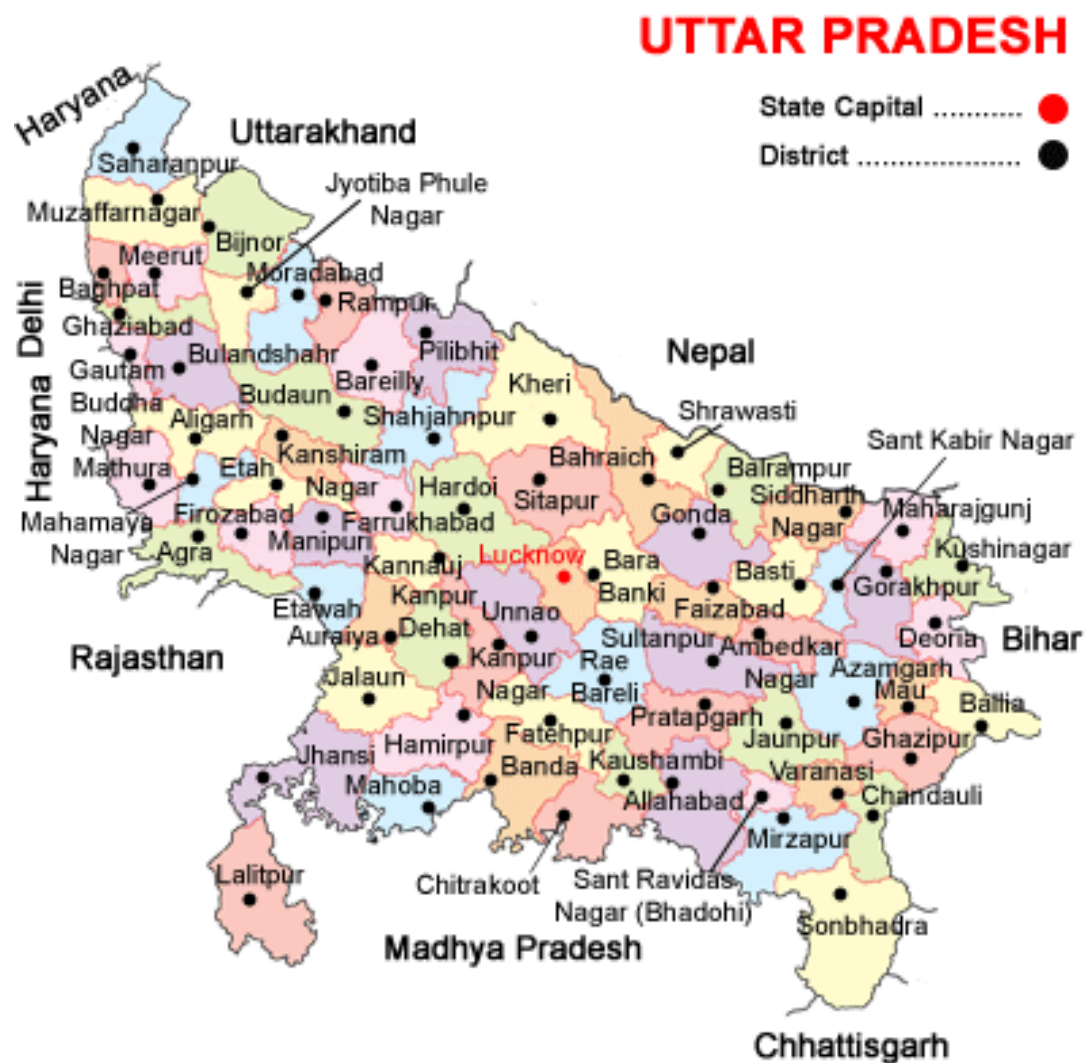 UTTAR PRADESH
State Capital ...........
District .....................
Haryana
Uttarakhand
Saharanpur
Jyotiba Phule
Nagar
Muzaffarnagar
Bijnor
Meerut
Moradabad
Baghpat
Rampur
Haryana Delhi
Ghaziabad
Bulandshahr
Pilibhit
Nepal
Gautam
Buddha
Nagar
Bareilly
Kheri
Budaun
Shahjahnpur
Shrawasti
Aligarh
Sant Kabir Nagar
Kanshiram
Nagar
Bahraich
Balrampur
Mathura
Etah
Hardoi
Sitapur
Siddharth
Nagar
Maharajgunj
Mahamaya
Nagar
Firozabad
Farrukhabad
Gonda
Manipuri
Kushinagar
Agra
Kannauj
Lucknow
Bara
Banki
Basti
Gorakhpur
Etawah
Kanpur
Dehat
Unnao
Faizabad
Auraiya
Sultanpur
Ambedkar
Nagar
Deoria
Bihar
Rajasthan
Kanpur
Nagar
Rae
Bareli
Azamgarh
Jalaun
Mau
Ballia
Pratapgarh
Fatehpur
Jaunpur
Ghazipur
Jhansi
Hamirpur
Banda
Kaushambi
Varanasi
Mahoba
Allahabad
Chandauli
Mirzapur
Lalitpur
Chitrakoot
Sant Ravidas
Nagar (Bhadohi)
Sonbhadra
Madhya Pradesh
Chhattisgarh